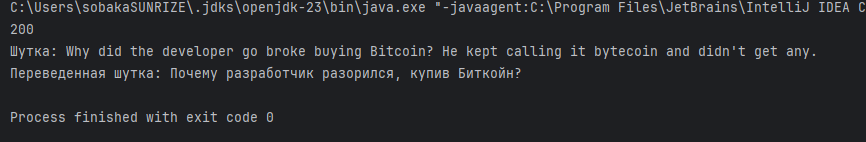 C:\Users\sobakaSUNRIZE\.jdks\openjdk-23\bin\java.exe "-javaagent:C:\Program Files\JetBrains\IntelliJ IDEA C
200
Шутка: Why did the developer go broke buying Bitcoin? He kept calling it bytecoin and didn't get any.
Переведенная шутка: Почему разработчик разорился, купив Биткойн?
Process finished with exit code 0